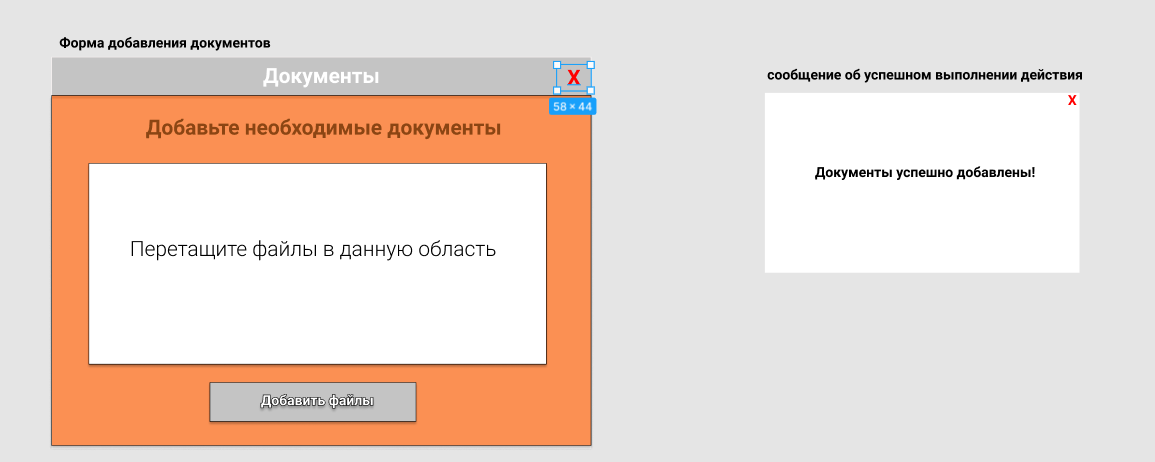 Форма добавления документов
Документы
X
58 × 44
Добавьте необходимые документы
Перетащите файлы в данную область
Добавить файлы
сообщение об успешном выполнении действия
X
Документы успешно добавлены!